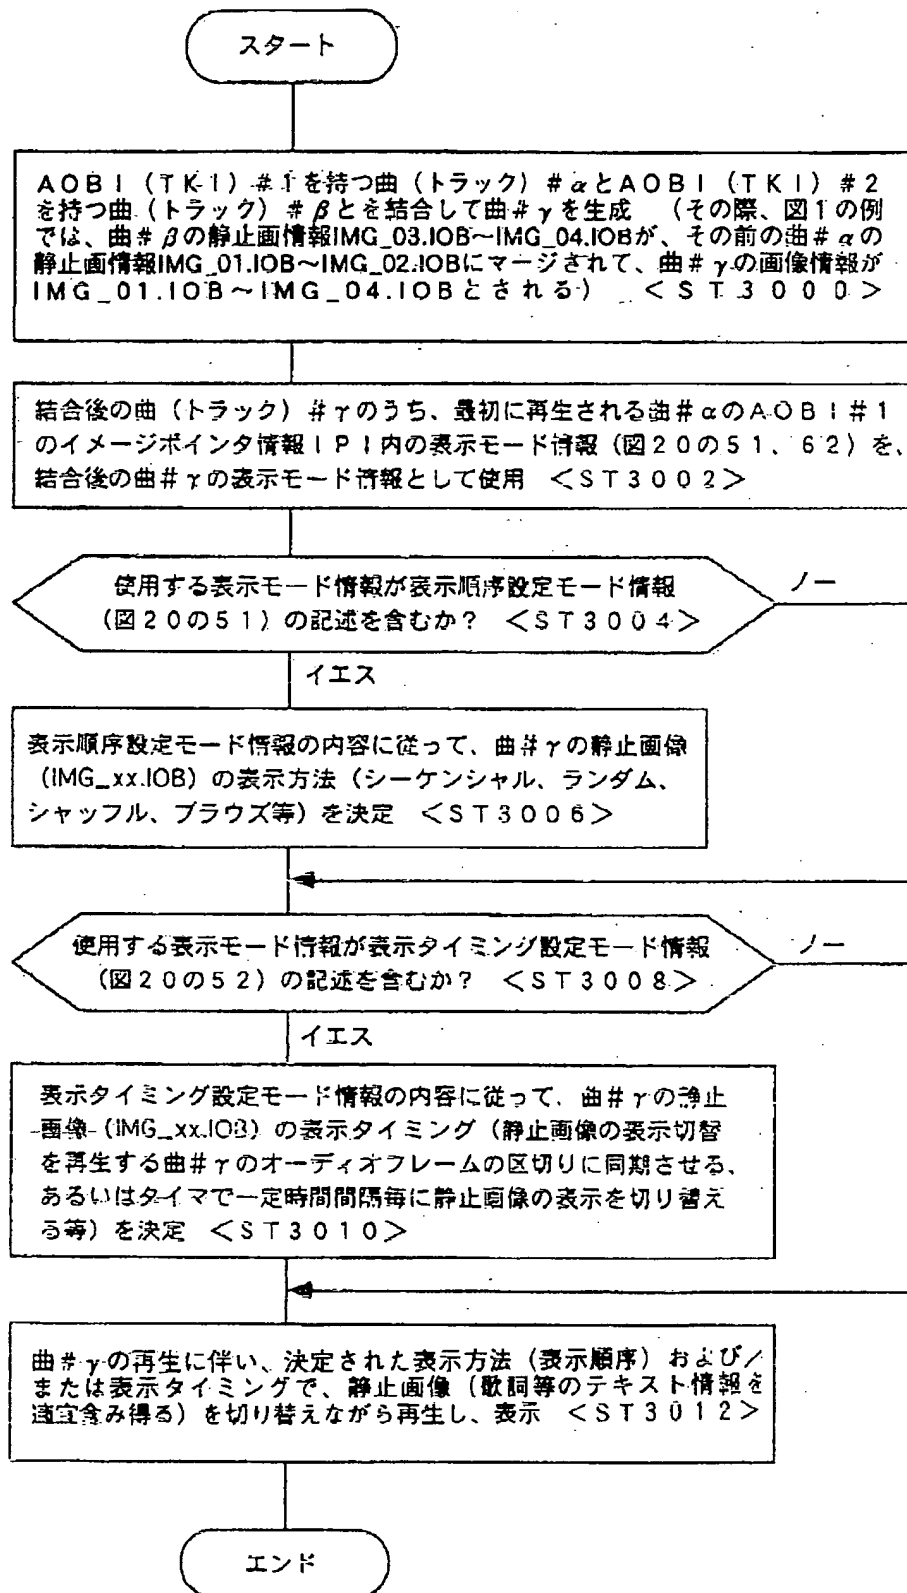 スタート
AOBI（TKI）＃1を持つ曲（トラック）＃αとAOBI（TKI）＃2
を持つ曲（トラック）＃βとを結合して曲＃γを生成　（その際、図1の例
では、曲＃βの静止画情報IMG_03.IOB～IMG_04.IOBが、その前の曲＃αの
静止画情報IMG_01.IOB～IMG_02.IOBにマージされて、曲＃γの画像情報が
IMG_01.IOB～IMG_04.IOBとされる）　＜ST3000＞
結合後の曲（トラック）＃γのうち、最初に再生される曲＃αのAOBI＃1
のイメージポインタ情報IPI内の表示モード情報（図20の51、62）を、
結合後の曲＃γの表示モード情報として使用　＜ST3002＞
使用する表示モード情報が表示順序設定モード情報
（図20の51）の記述を含むか？　＜ST3004＞
ノー
イエス
表示順序設定モード情報の内容に従って、曲＃γの静止画像
（IMG_xx.IOB）の表示方法（シーケンシャル、ランダム、
シャッフル、ブラウズ等）を決定　＜ST3006＞
使用する表示モード情報が表示タイミング設定モード情報
（図20の52）の記述を含むか？　＜ST3008＞
ノー
イエス
表示タイミング設定モード情報の内容に従って、曲＃γの静止
画像（IMG_xx.IOB）の表示タイミング（静止画像の表示切替
を再生する曲＃γのオーディオフレームの区切りに同期させる、
あるいはタイマで一定時間間隔毎に静止画像の表示を切り替え
る等）を決定　＜ST3010＞
曲＃γの再生に伴い、決定された表示方法（表示順序）および／
または表示タイミングで、静止画像（歌詞等のテキスト情報を
適宜含み得る）を切り替えながら再生し、表示　＜ST3012＞
エンド